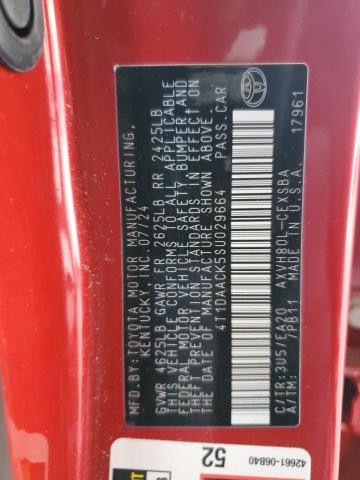 MFD.BY:TOYOTA MOTOR MANUFACTURING,
KENTUCKY, INC. 07/24
GVWR 4625LB GAWR FR 2625LB RR 2425LB
THIS VEHICLE CONFORMS TO ALL APPLICABLE
FEDERAL MOTOR VEHICLE SAFETY BUMPER, AND
THEFT PREVENTION STANDARDS IN EFFECT ON
THE DATE OF MANUFACTURE SHOWN ABOVE.
4T1DAACK5SU029664 PASS.CAR
C/TR:3U5/EA20 AXVH80L-CEXSBA
A/TM: /PB11 MADE IN U.S.A. 17961
42661-06B40
52